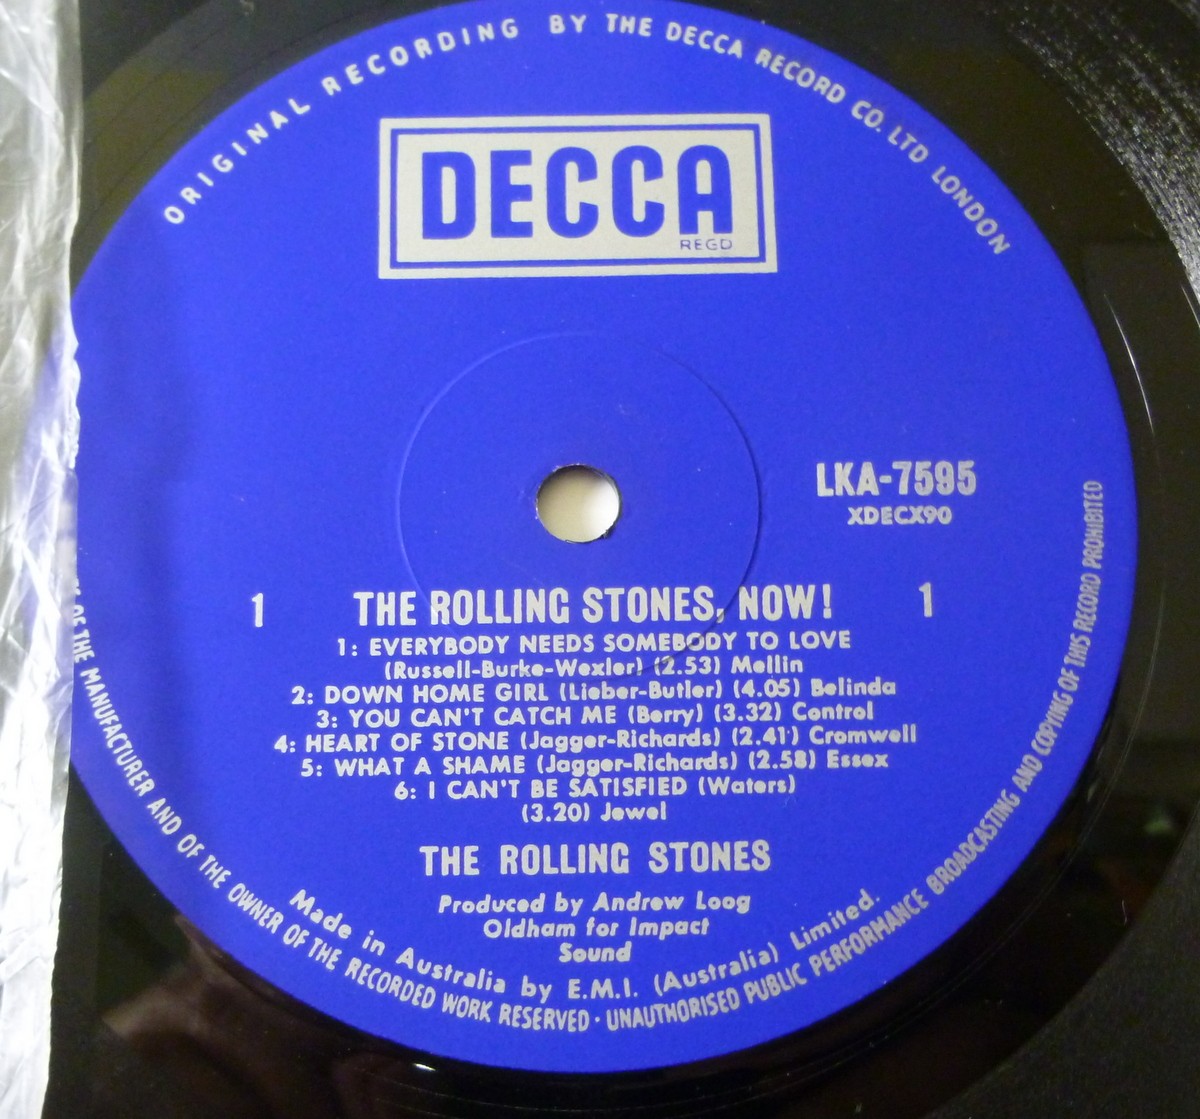 ORIGINAL RECORDING BY THE DECCA RECORD CO. LTD LONDON
DECCA
REGD
LKA-7595
XDECX90
1 THE ROLLING STONES, NOW! 1
1: EVERYBODY NEEDS SOMEBODY TO LOVE
(Russell-Burke-Wexler) (2.53) Mellin
2: DOWN HOME GIRL (Lieber-Butler) (4.05) Belinda
3: YOU CAN'T CATCH ME (Berry) (3.32) Control
4: HEART OF STONE (Jagger-Richards) (2.41) Cromwell
5: WHAT A SHAME (Jagger-Richards) (2.58) Essex
6: I CAN'T BE SATISFIED (Waters)
(3.20) Jewel
THE ROLLING STONES
Produced by Andrew Loog
Oldham for Impact
Sound
Made in Australia by E.M.I. (Australia) Limited.
OF THE MANUFACTURER AND OF THE OWNER OF THE RECORDED WORK RESERVED · UNAUTHORISED PUBLIC PERFORMANCE BROADCASTING AND COPYING OF THIS RECORD PROHIBITED